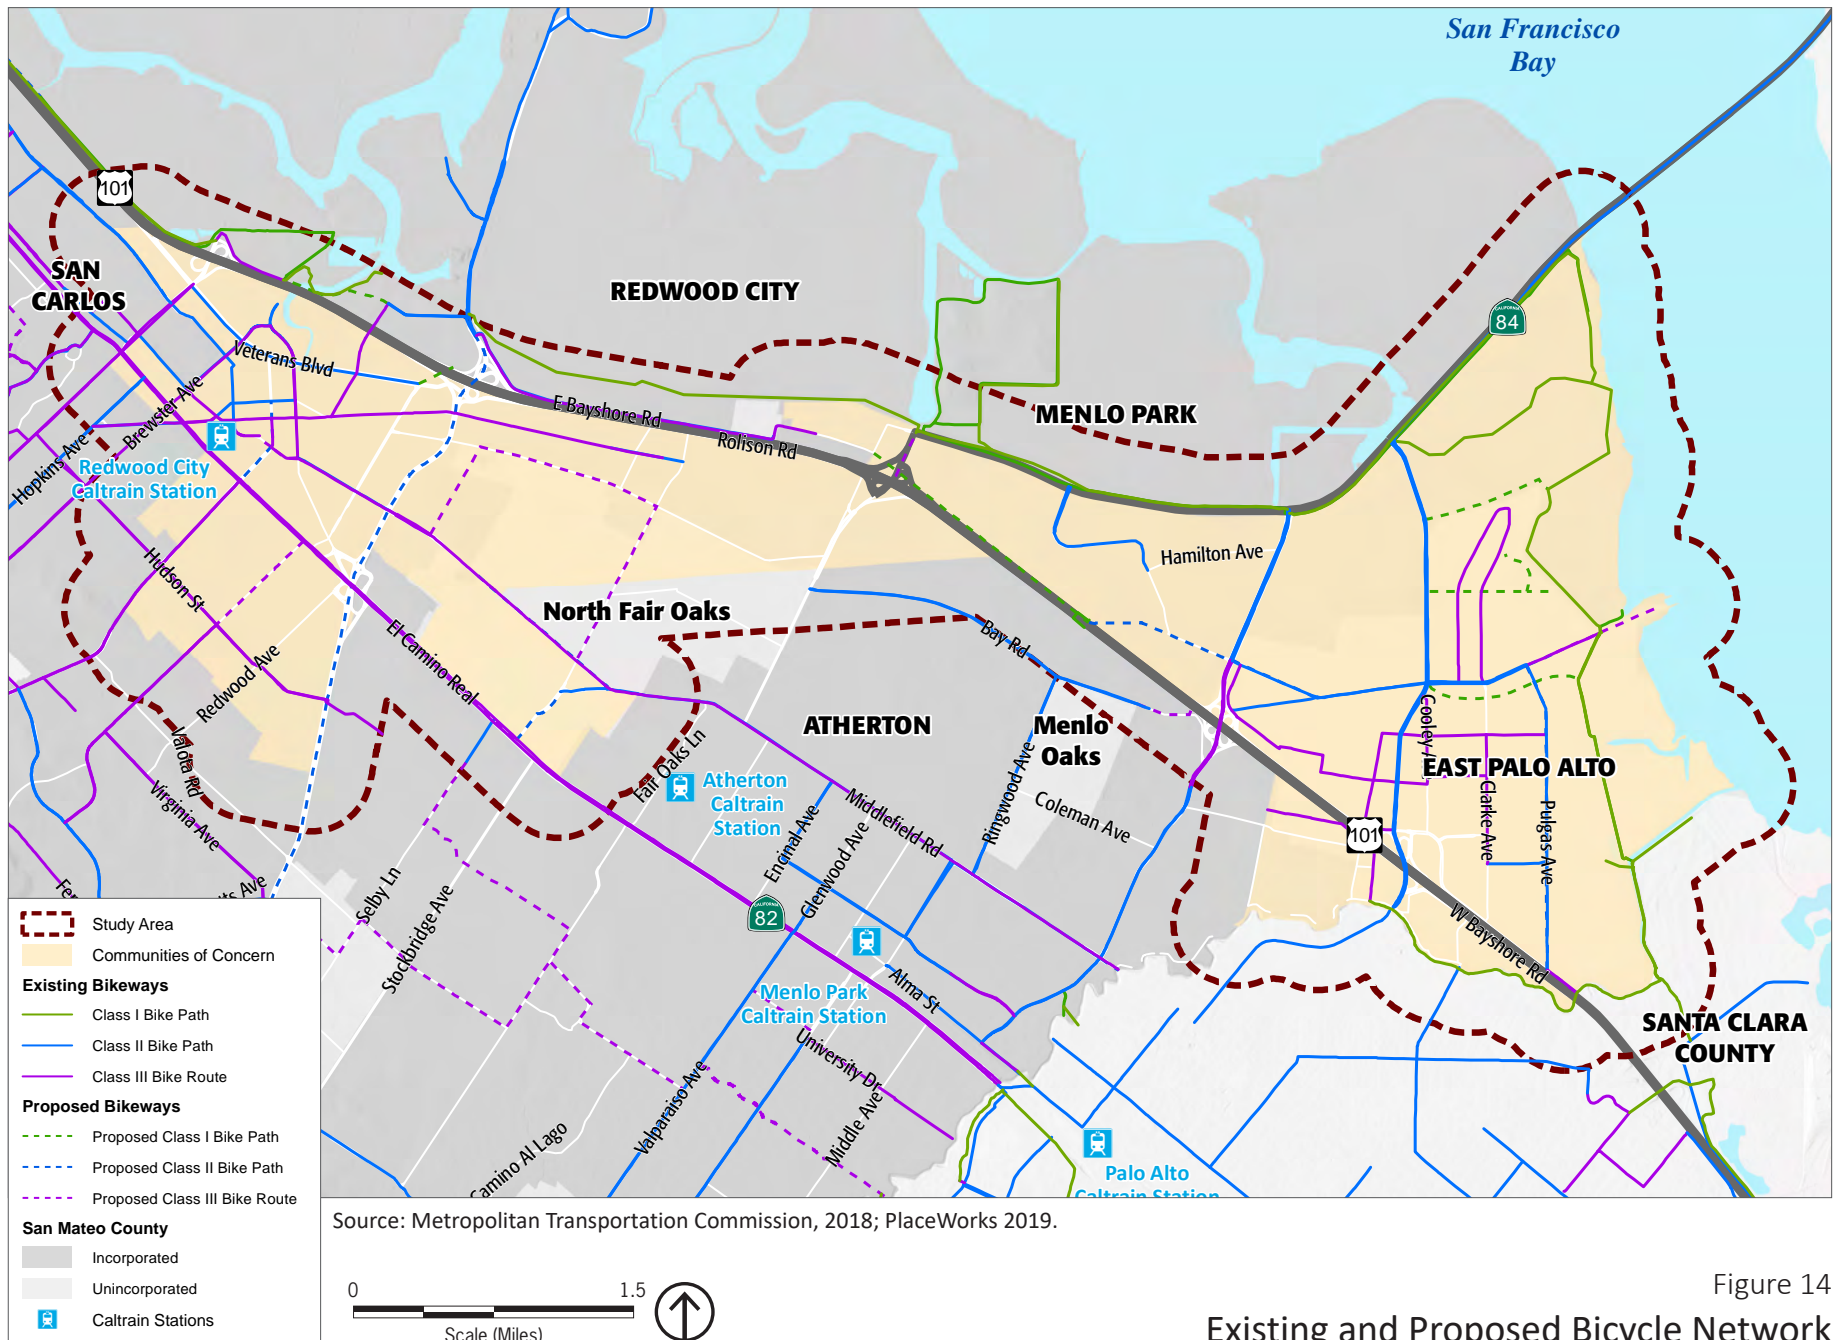 San Francisco
Bay
101
SAN
CARLOS
REDWOOD CITY
84
Veterans Blvd
E Bayshore Rd
MENLO PARK
Brewster Ave
Rolison Rd
Hopkins Ave
Redwood City
Caltrain Station
Hamilton Ave
Hudson St
North Fair Oaks
El Camino Real
Bay Rd
Redwood Ave
ATHERTON
Menlo
Oaks
Cooley
EAST PALO ALTO
Valota Rd
Fair Oaks Ln
Atherton
Caltrain
Station
Ringwood Ave
Coleman Ave
Clarke Ave
Pulgas Ave
Virginia Ave
Encinal Ave
Middlefield Rd
Glenwood Ave
101
Selby Ln
Stockbridge Ave
82
W Bayshore Rd
Alma St
Menlo Park
Caltrain Station
University Dr
SANTA CLARA
COUNTY
Valparaiso Ave
Middle Ave
Camino Al Lago
Palo Alto
Caltrain Station
Study Area
Communities of Concern
Existing Bikeways
Class I Bike Path
Class II Bike Path
Class III Bike Route
Proposed Bikeways
Proposed Class I Bike Path
Proposed Class II Bike Path
Proposed Class III Bike Route
San Mateo County
Incorporated
Unincorporated
Caltrain Stations
Source: Metropolitan Transportation Commission, 2018; PlaceWorks 2019.
0 1.5
Scale (Miles)
Figure 14
Existing and Proposed Bicycle Network